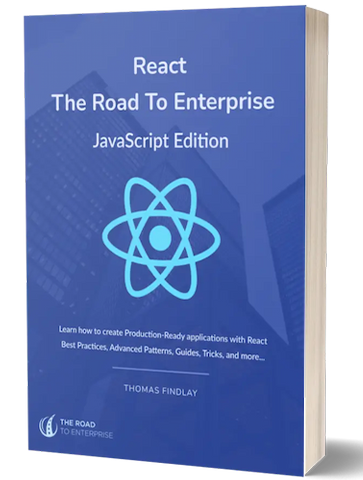 React
The Road To Enterprise
JavaScript Edition
Learn how to create Production-Ready applications with React
Best Practices, Advanced Patterns, Guides, Tricks, and more...
THOMAS FINDLAY
THE ROAD
TO ENTERPRISE